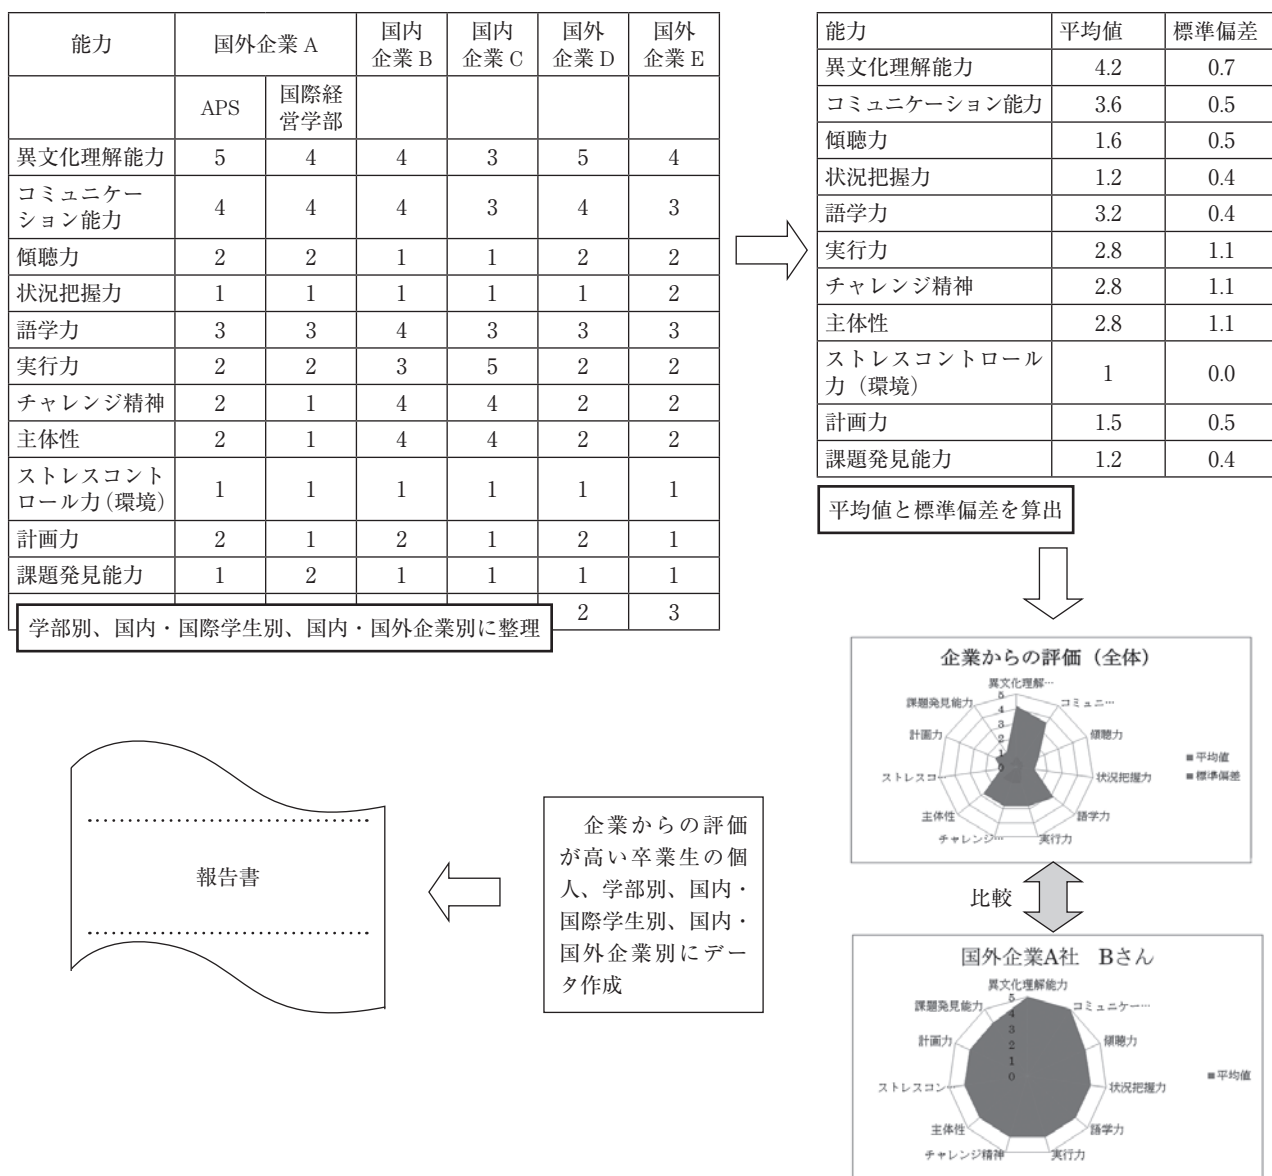 能力 国外企業 A 国内 国内 国外 国外
企業 B 企業 C 企業 D 企業 E
APS 国際経
営学部
異文化理解能力 5 4 4 3 5 4
コミュニケー
ション能力 4 4 4 3 4 3
傾聴力 2 2 1 1 2 2
状況把握力 1 1 1 1 1 2
語学力 3 3 4 3 3 3
実行力 2 2 3 5 2 2
チャレンジ精神 2 1 4 4 2 2
主体性 2 1 4 4 2 2
ストレスコント
ロール力(環境) 1 1 1 1 1 1
計画力 2 1 2 1 2 1
課題発見能力 1 2 1 1 1 1
2 3
学部別、国内・国際学生別、国内・国外企業別に整理
能力 平均値 標準偏差
異文化理解能力 4.2 0.7
コミュニケーション能力 3.6 0.5
傾聴力 1.6 0.5
状況把握力 1.2 0.4
語学力 3.2 0.4
実行力 2.8 1.1
チャレンジ精神 2.8 1.1
主体性 2.8 1.1
ストレスコントロール
力(環境) 1 0.0
計画力 1.5 0.5
課題発見能力 1.2 0.4
平均値と標準偏差を算出
企業からの評価(全体)
異文化理解…
コミュニ…
傾聴力
状況把握力
語学力
実行力
チャレンジ…
主体性
ストレスコ…
計画力
課題発見能力
5
4
3
2
1
0
■平均値
■標準偏差
比較
国外企業A社 Bさん
異文化理解能力
コミュニケー…
傾聴力
状況把握力
語学力
実行力
チャレンジ精神
主体性
ストレスコン…
計画力
課題発見能力
5
4
3
2
1
0
■平均値
企業からの評価
が高い卒業生の個
人、学部別、国内・
国際学生別、国内・
国外企業別にデー
タ作成
報告書